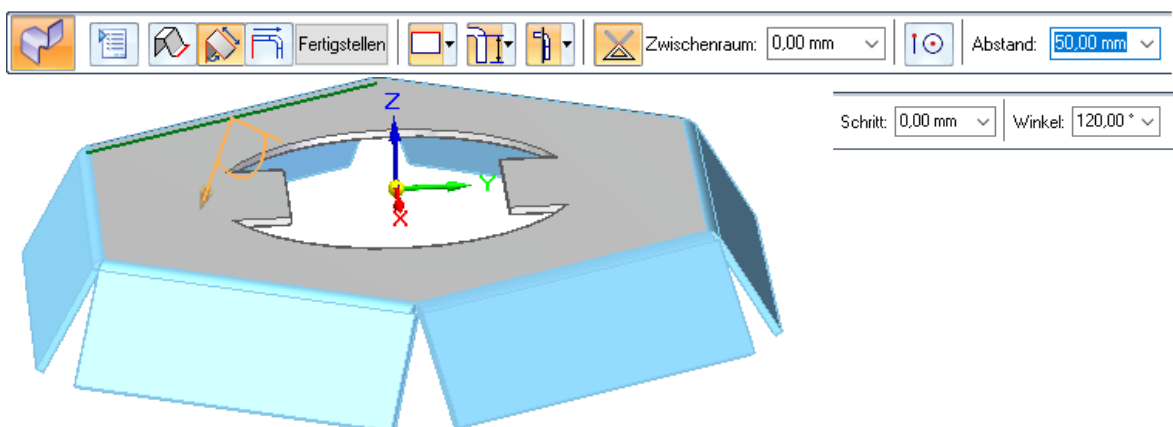 Fertigstellen Zwischenraum: 0,00 mm Abstand: 50,00 mm
Schritt: 0,00 mm Winkel: 120,00 °
Z
Y
X